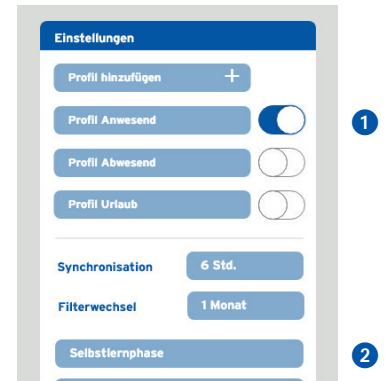 Einstellungen
Profil hinzufügen +
Profil Anwesend
1
Profil Abwesend
Profil Urlaub
Synchronisation 6 Std.
Filterwechsel 1 Monat
Selbstlernphase
2